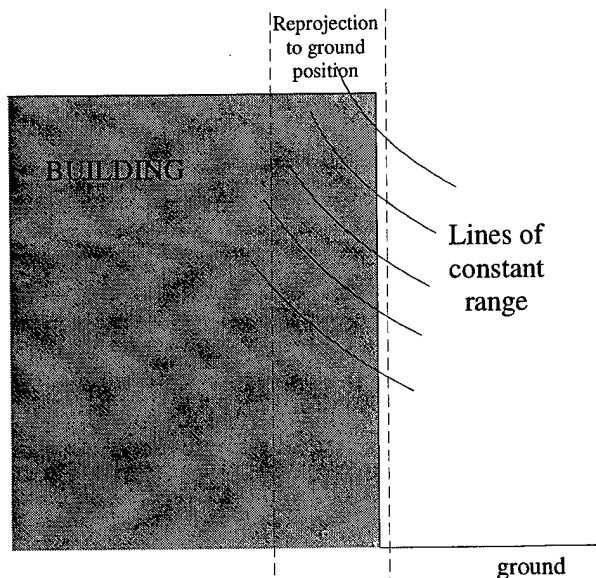 Reprojection
to ground
position
BUILDING
Lines of
constant
range
ground